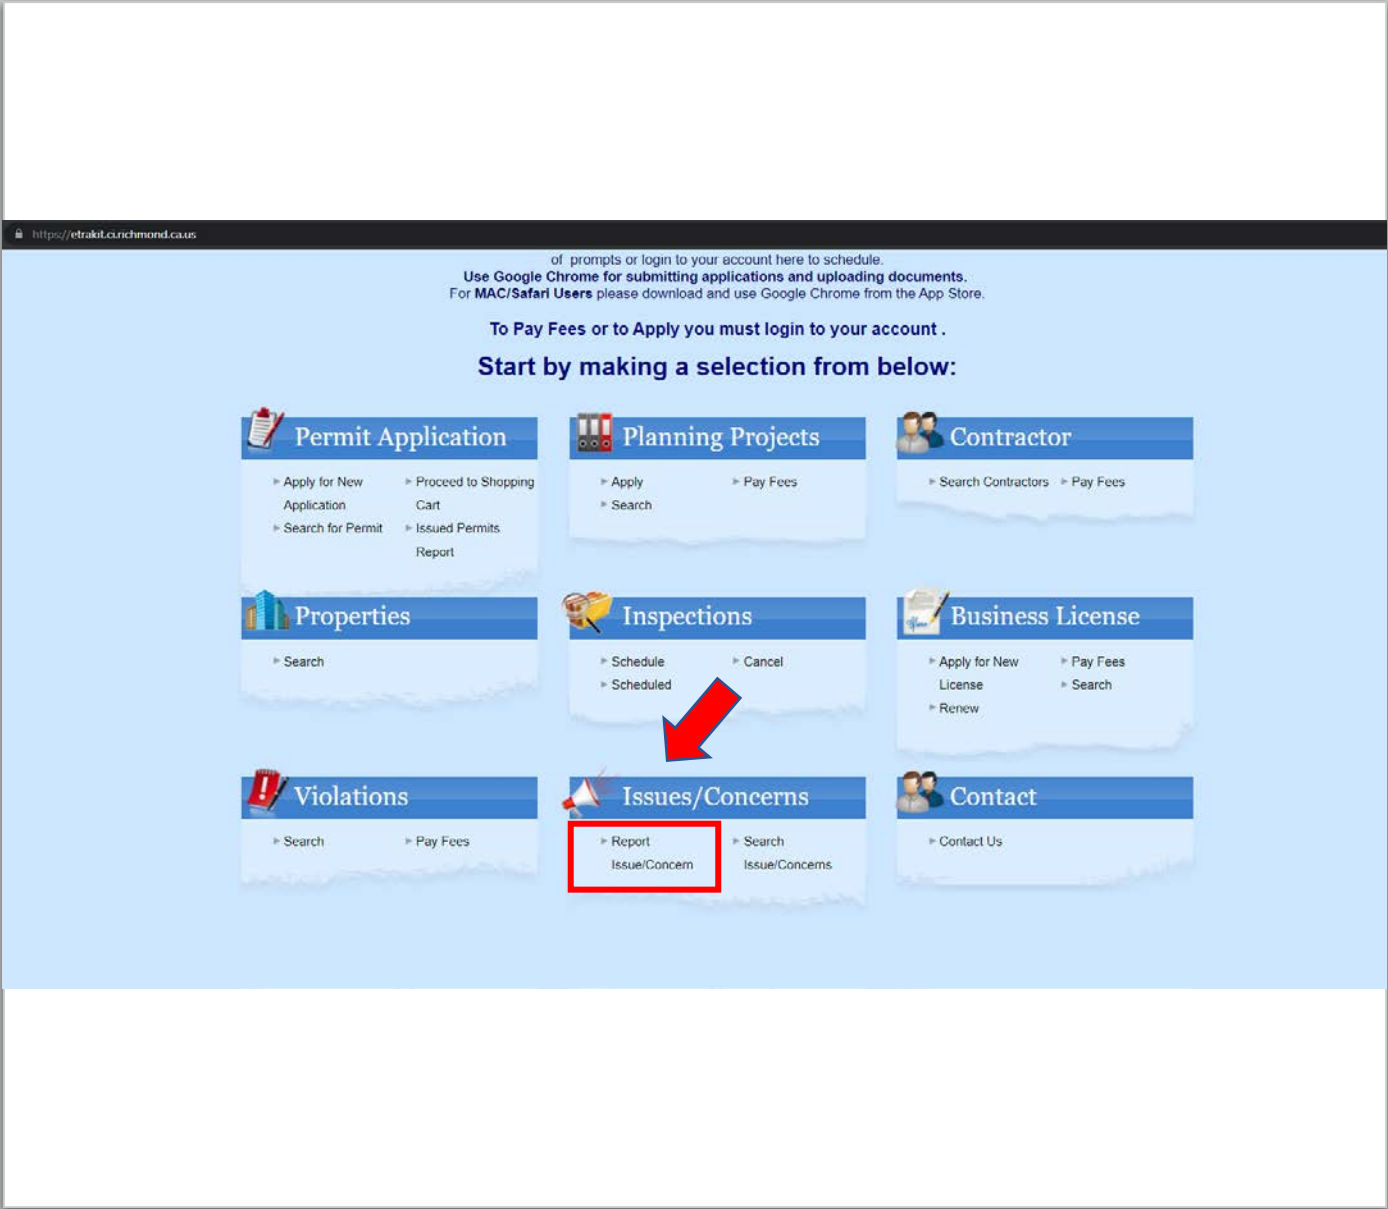 https://etrakit.ci.richmond.ca.us
of prompts or login to your account here to schedule.
Use Google Chrome for submitting applications and uploading documents.
For MAC/Safari Users please download and use Google Chrome from the App Store.
To Pay Fees or to Apply you must login to your account .
Start by making a selection from below:
Permit Application
Apply for New
Application
Search for Permit
Proceed to Shopping
Cart
Issued Permits
Report
Planning Projects
Apply
Search
Pay Fees
Contractor
Search Contractors
Pay Fees
Properties
Search
Inspections
Schedule
Scheduled
Cancel
Business License
Apply for New
License
Renew
Pay Fees
Search
Violations
Search
Pay Fees
Issues/Concerns
Report
Issue/Concern
Search
Issue/Concerns
Contact
Contact Us